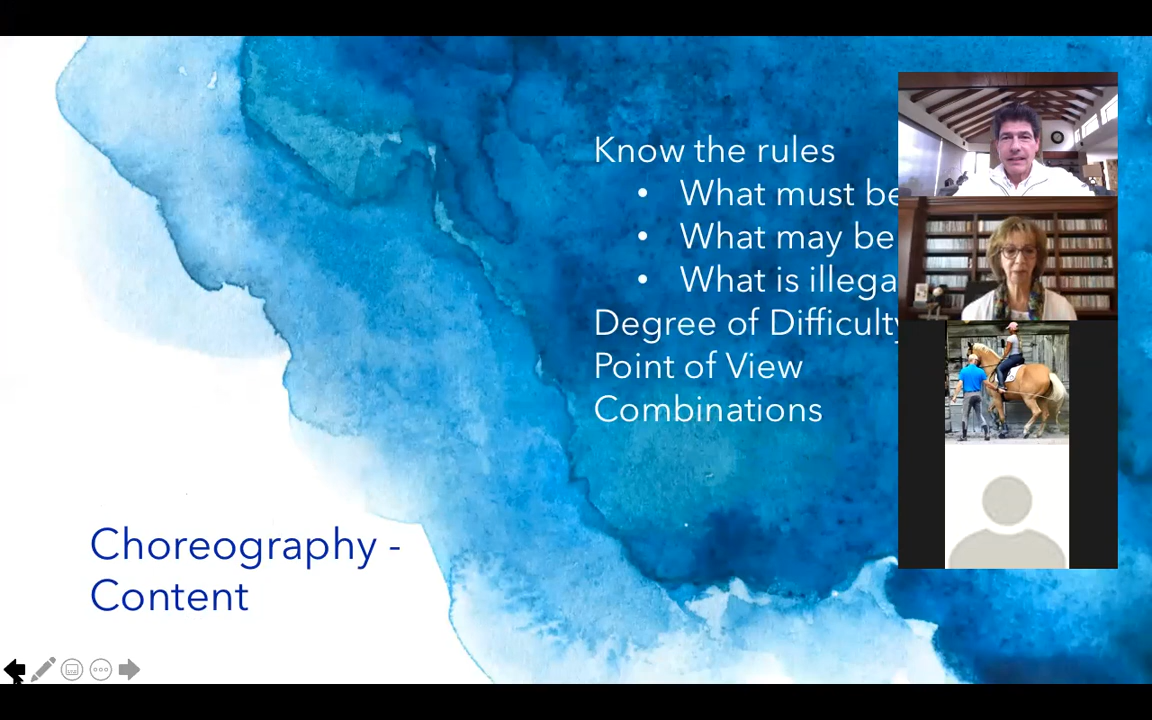 Know the rules
• What must be
• What may be
• What is illega
Degree of Difficulty
Point of View
Combinations
Choreography -
Content